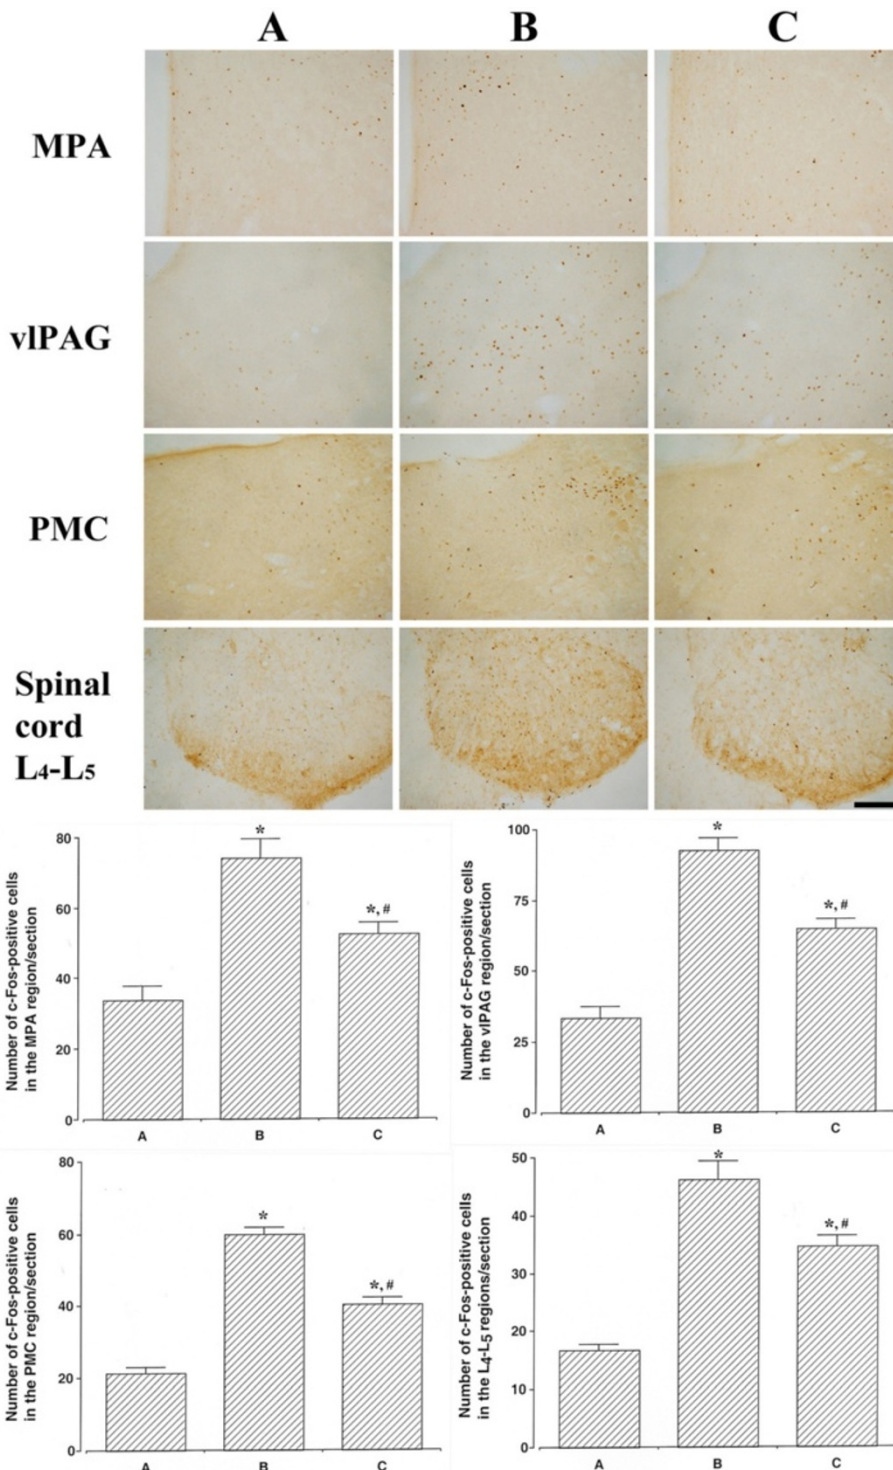 A B C
MPA
vlPAG
PMC
Spinal
cord
L4-L5
Number of c-Fos-positive cells
in the MPA region/section
80
60
40
20
0
*
*, #
A B C
Number of c-Fos-positive cells
in the vlPAG region/section
100
75
50
25
0
*
*, #
A B C
Number of c-Fos-positive cells
in the PMC region/section
80
60
40
20
0
*
*, #
A B C
Number of c-Fos-positive cells
in the L4-L5 regions/section
50
40
30
20
10
0
*
*, #
A B C